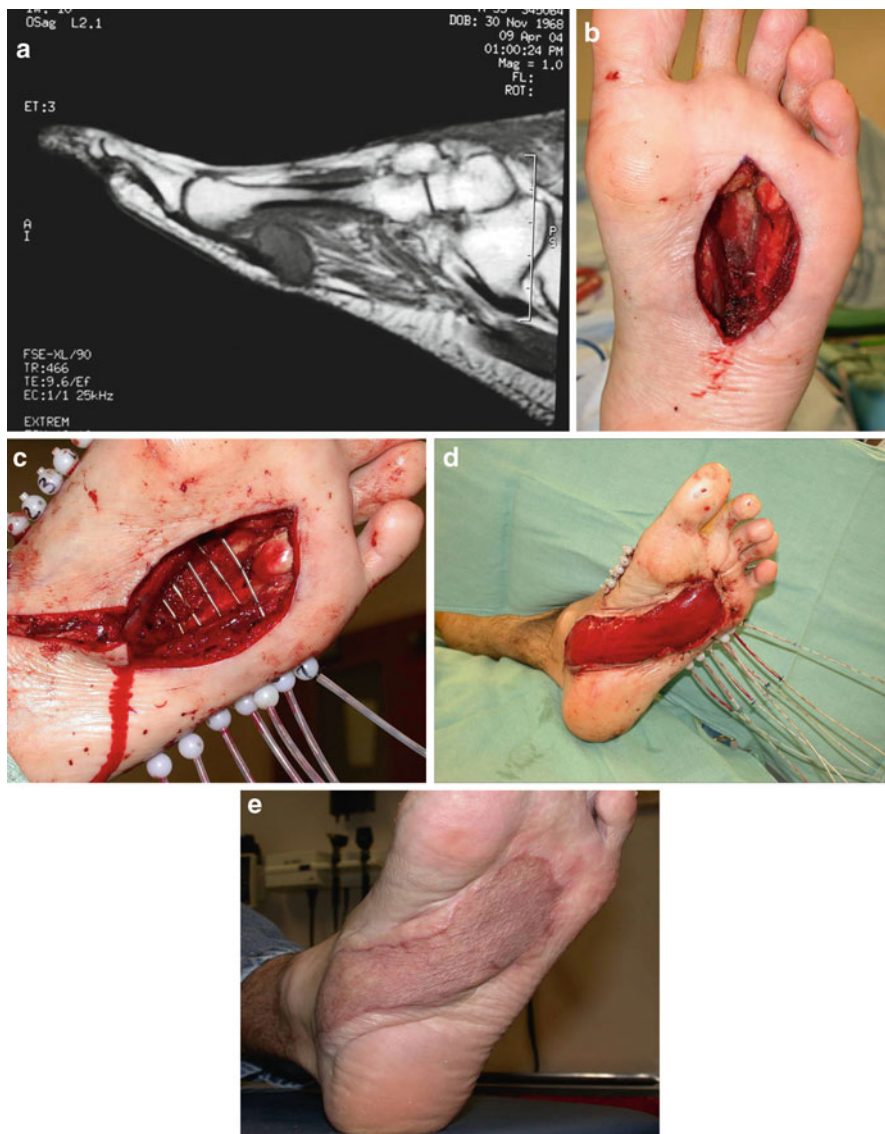 OSag L2.1
DOB: 30 Nov 1968
09 Apr 04
01:00:24 PM
Mag = 1.0
FL:
ROT:
a
ET:3
A
I
P
S
FSE-XL/90
TR:466
TE:9.6/Ef
EC:1/1 25kHz
EXTREM
b
c
2
d
e